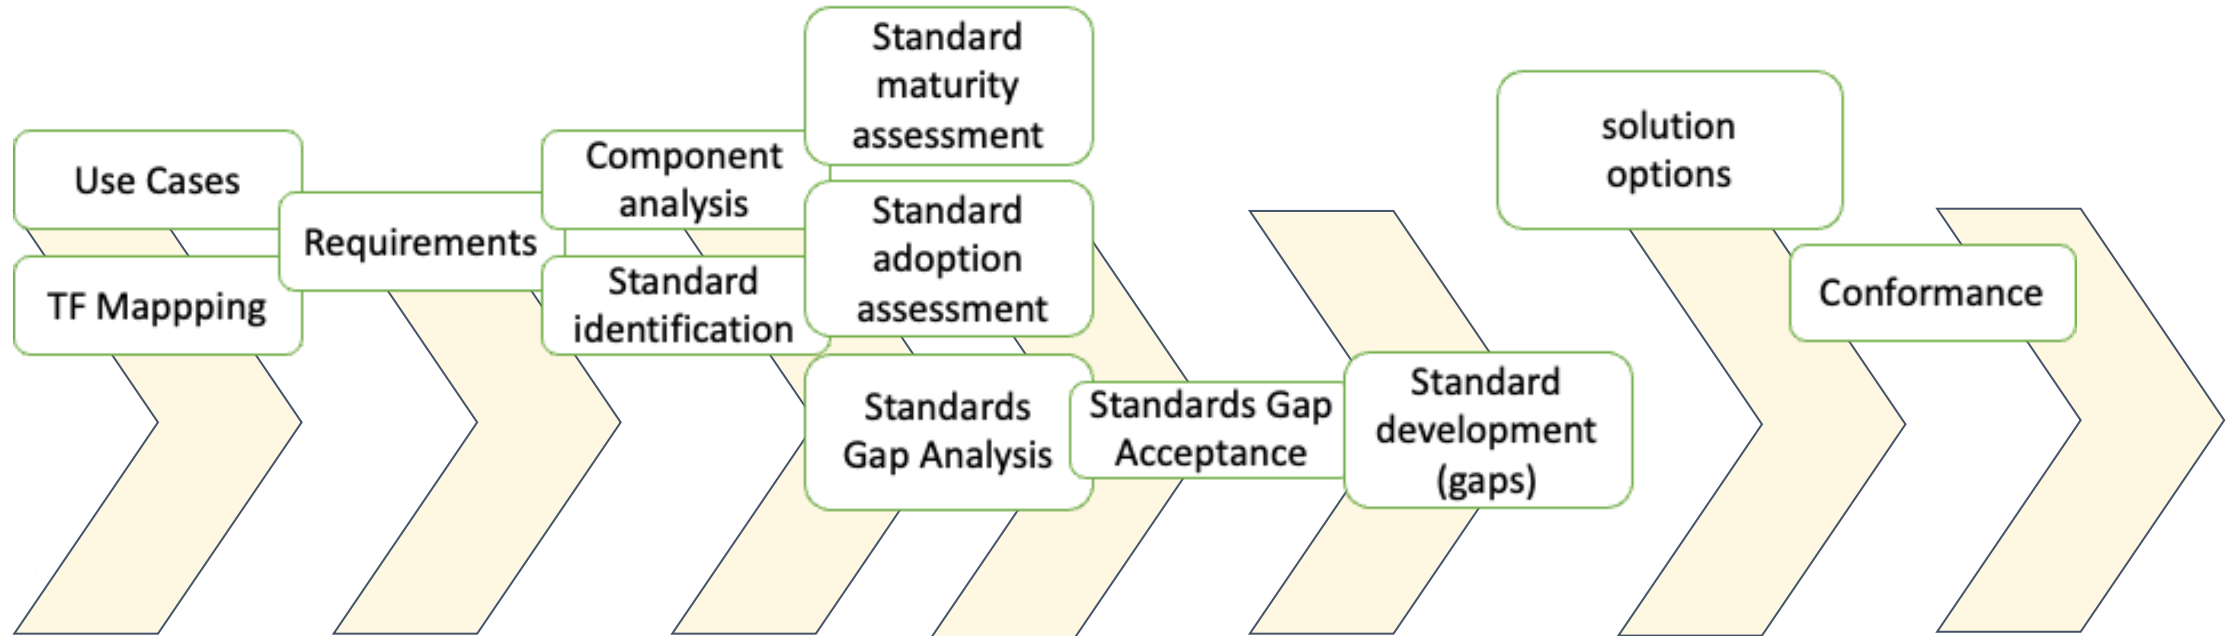 Use Cases
TF Mappping
Requirements
Component
analysis
Standard
identification
Standard
maturity
assessment
Standard
adoption
assessment
Standards
Gap Analysis
Standards Gap
Acceptance
Standard
development
(gaps)
solution
options
Conformance